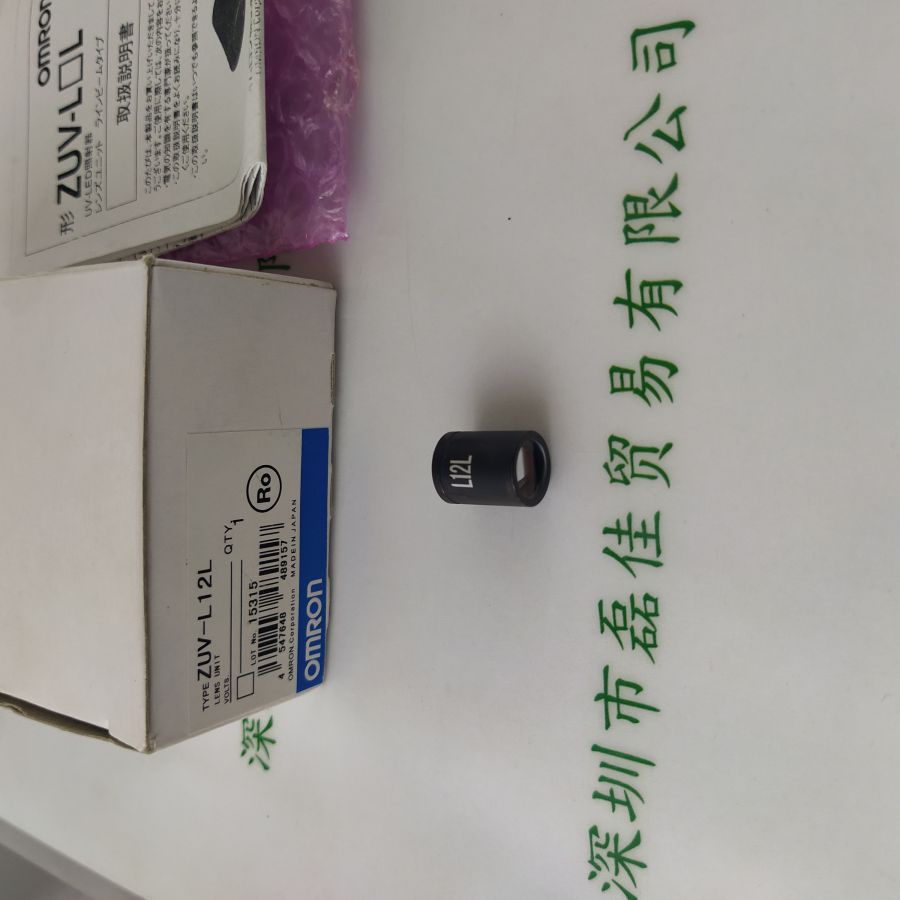 OMRON
形 ZUV-L□L
UV-LED照射器
レンズユニット ラインビームタイプ
取扱説明書
TYPE ZUV-L12L
LENS UNIT
VOLTS. QTY. 1
LOT No. 15315
Ro
4 547648 489157
OMRON Corporation MADE IN JAPAN
OMRON
L12L
深
深圳市磊佳贸易有限公司